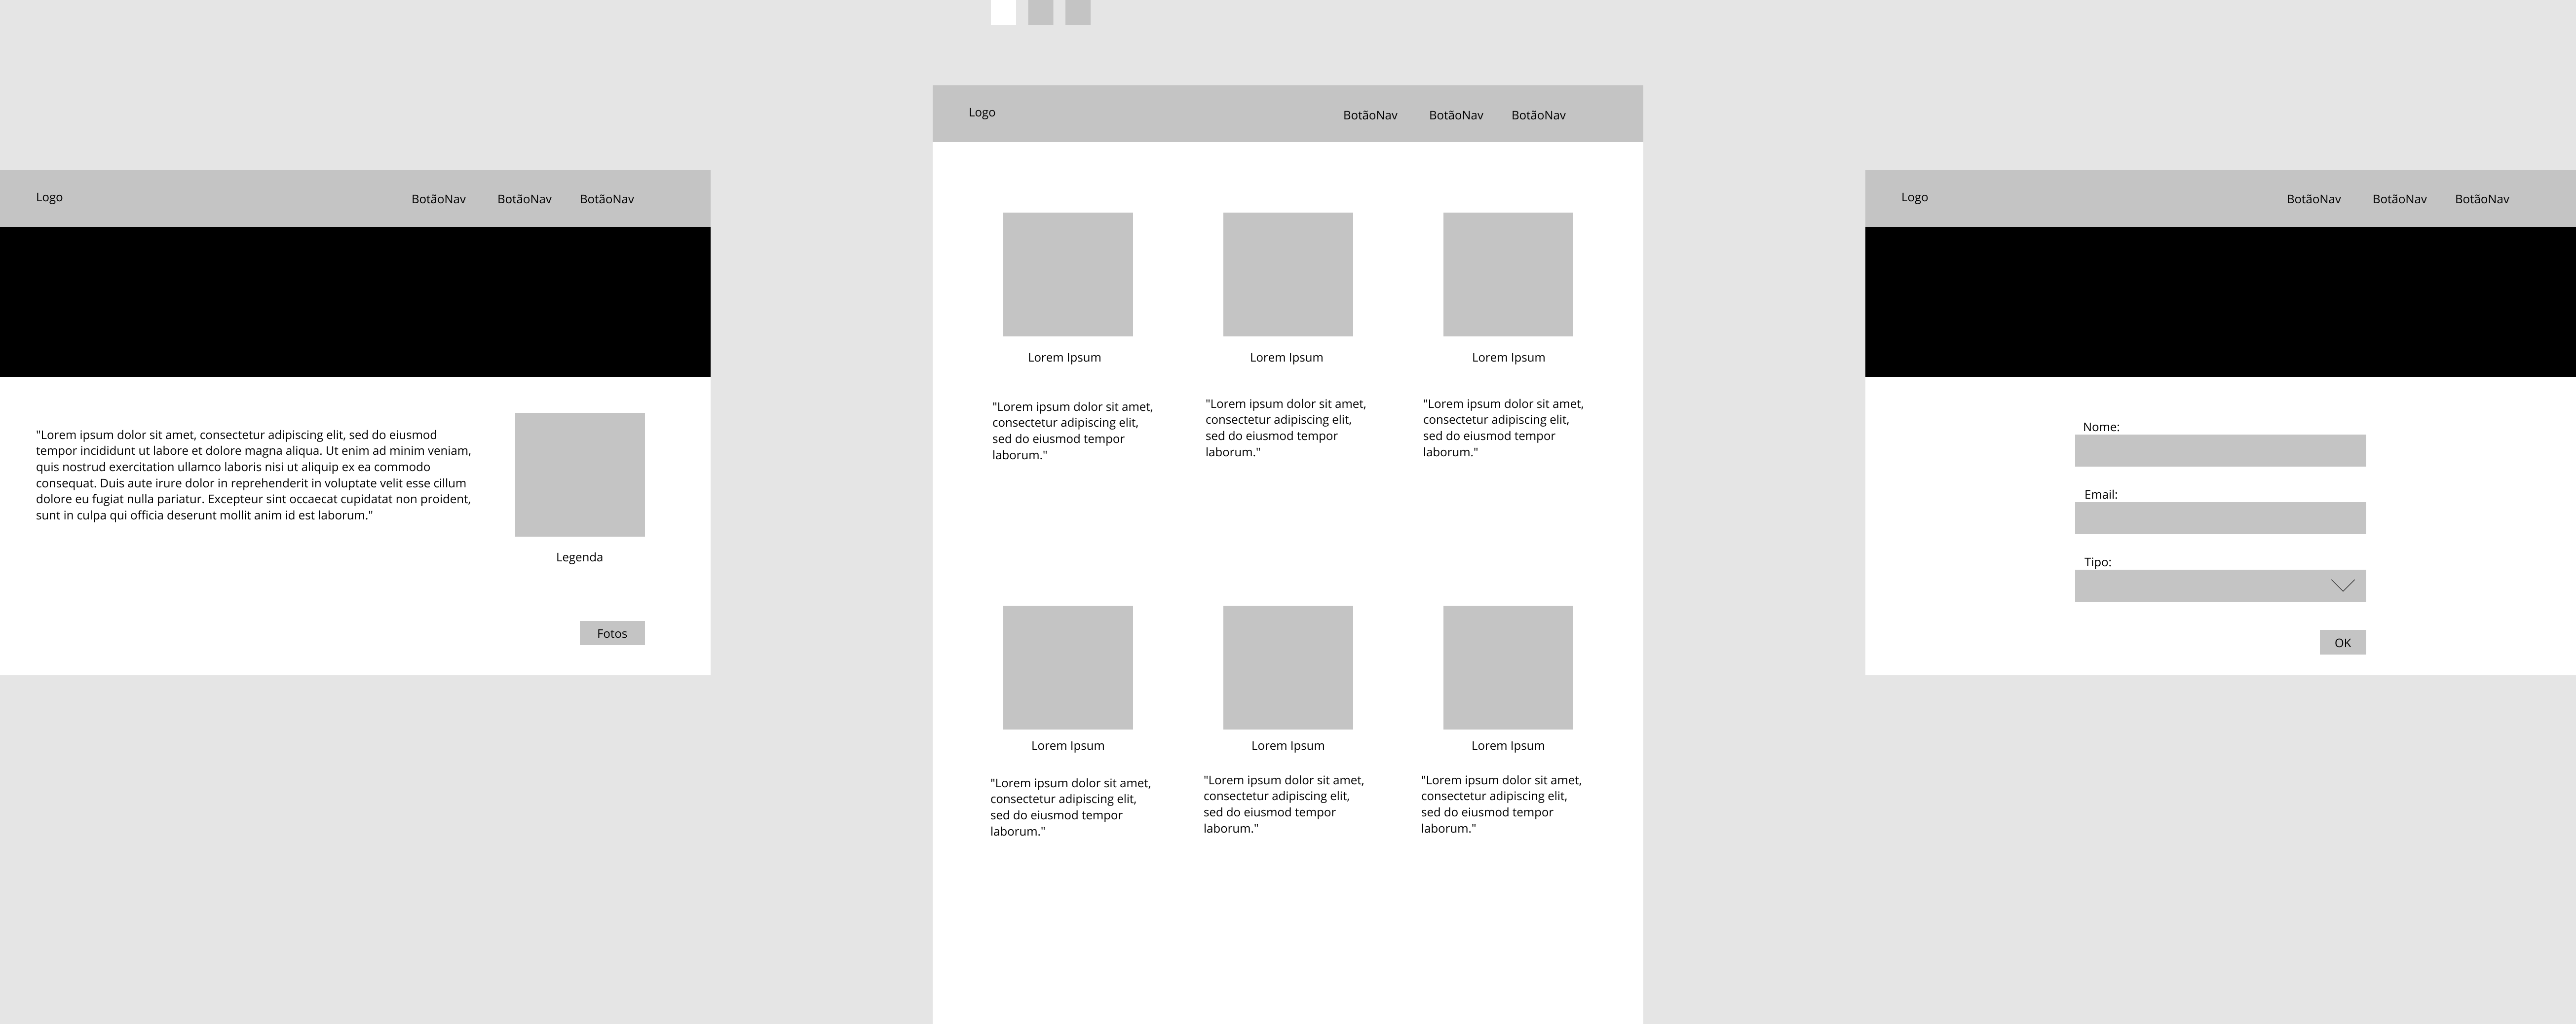 Logo
BotãoNav
BotãoNav
BotãoNav
"Lorem ipsum dolor sit amet, consectetur adipiscing elit, sed do eiusmod
tempor incididunt ut labore et dolore magna aliqua. Ut enim ad minim veniam,
quis nostrud exercitation ullamco laboris nisi ut aliquip ex ea commodo
consequat. Duis aute irure dolor in reprehenderit in voluptate velit esse cillum
dolore eu fugiat nulla pariatur. Excepteur sint occaecat cupidatat non proident,
sunt in culpa qui officia deserunt mollit anim id est laborum."
Legenda
Fotos
Logo
BotãoNav
BotãoNav
BotãoNav
Lorem Ipsum
"Lorem ipsum dolor sit amet,
consectetur adipiscing elit,
sed do eiusmod tempor
laborum."
Lorem Ipsum
"Lorem ipsum dolor sit amet,
consectetur adipiscing elit,
sed do eiusmod tempor
laborum."
Lorem Ipsum
"Lorem ipsum dolor sit amet,
consectetur adipiscing elit,
sed do eiusmod tempor
laborum."
Lorem Ipsum
"Lorem ipsum dolor sit amet,
consectetur adipiscing elit,
sed do eiusmod tempor
laborum."
Lorem Ipsum
"Lorem ipsum dolor sit amet,
consectetur adipiscing elit,
sed do eiusmod tempor
laborum."
Lorem Ipsum
"Lorem ipsum dolor sit amet,
consectetur adipiscing elit,
sed do eiusmod tempor
laborum."
Logo
BotãoNav
BotãoNav
BotãoNav
Nome:
Email:
Tipo:
OK